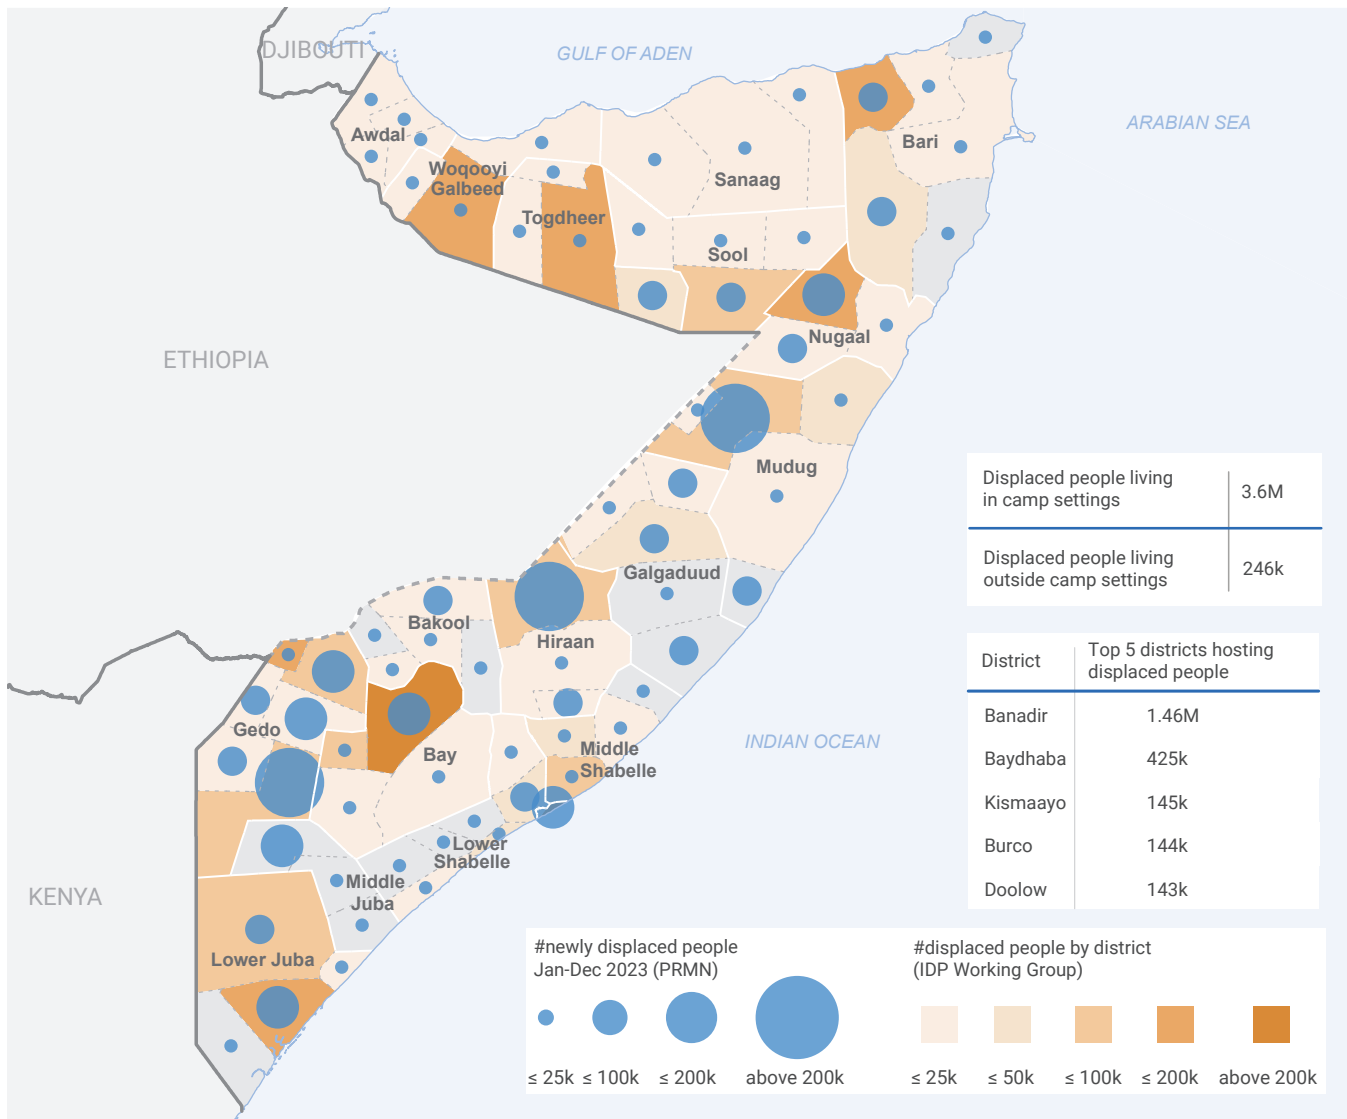 DJIBOUTI
GULF OF ADEN
ARABIAN SEA
Awdal
Bari
Woqooyi
Galbeed
Sanaag
Togdheer
Sool
ETHIOPIA
Nugaal
Mudug
Displaced people living
in camp settings
3.6M
Displaced people living
outside camp settings
246k
Galgaduud
Bakool
Hiraan
District
Top 5 districts hosting
displaced people
Banadir
1.46M
Baydhaba
425k
Kismaayo
145k
Burco
144k
Doolow
143k
Gedo
Bay
Middle
Shabelle
INDIAN OCEAN
Lower
Shabelle
Middle
Juba
KENYA
Lower Juba
#newly displaced people
Jan-Dec 2023 (PRMN)
≤ 25k
≤ 100k
≤ 200k
above 200k
#displaced people by district
(IDP Working Group)
≤ 25k
≤ 50k
≤ 100k
≤ 200k
above 200k